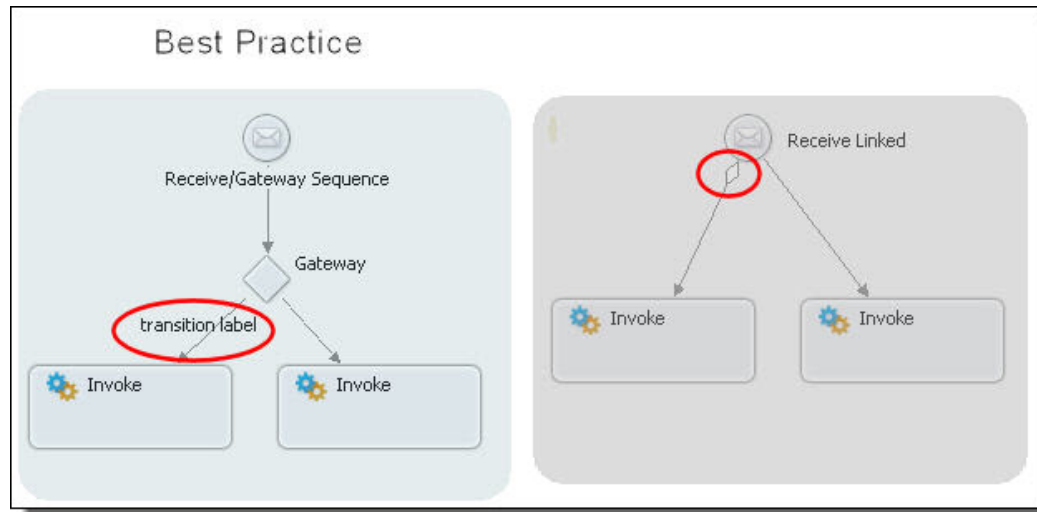 Best Practice
Receive/Gateway Sequence
Gateway
transition label
Invoke
Invoke
Receive Linked
Invoke
Invoke